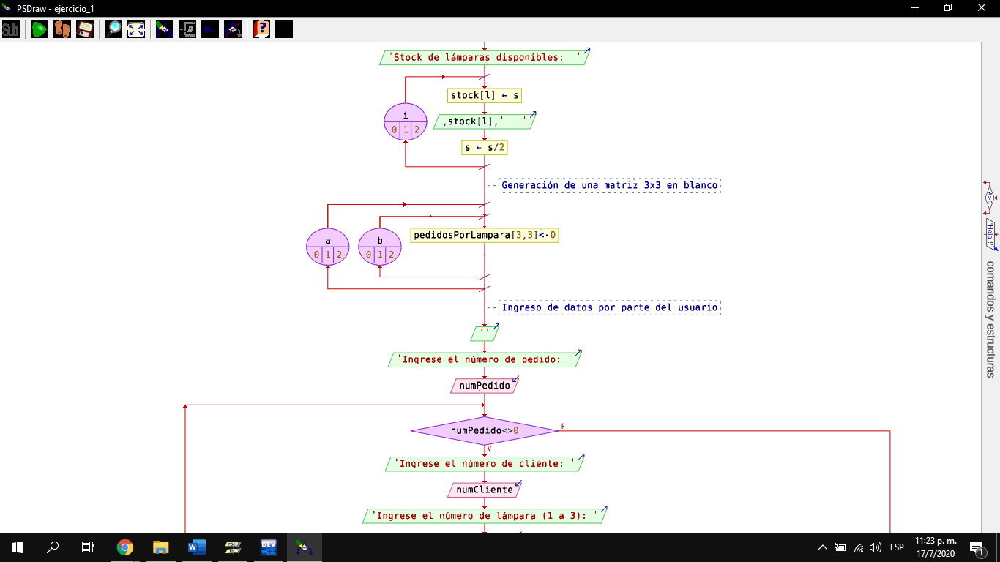 PSDraw - ejercicio_1
Sub
'Stock de lámparas disponibles:  '
stock[l] ← s
i
0 1 2
,stock[l],'   '
s ← s/2
Generación de una matriz 3x3 en blanco
a
0 1 2
b
0 1 2
pedidosPorLampara[3,3]<-0
Ingreso de datos por parte del usuario
''
'Ingrese el número de pedido: '
numPedido
numPedido<>0
F
V
'Ingrese el número de cliente: '
numCliente
'Ingrese el número de lámpara (1 a 3): '
A>B
'Hola !'
comandos y estructuras
W
DEV
ESP
11:23 p. m.
17/7/2020
1